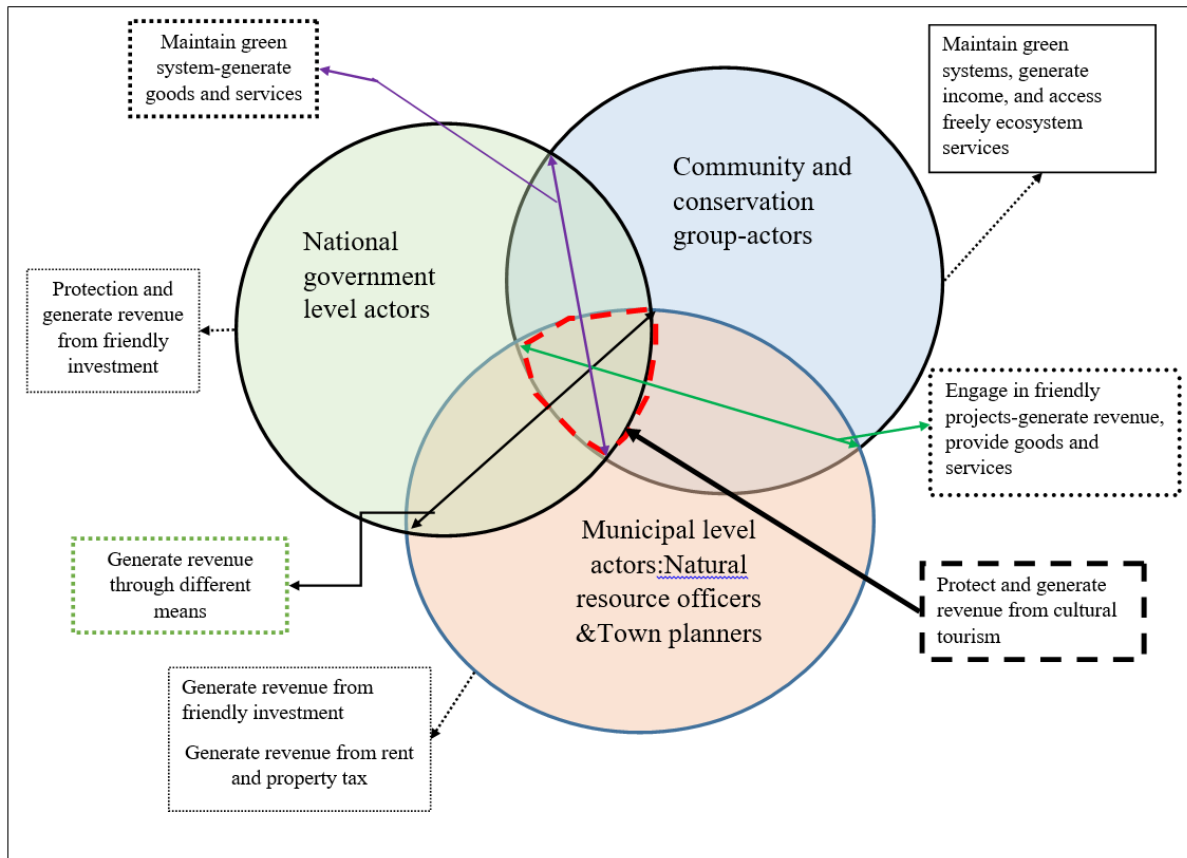 Maintain green
system-generate
goods and services
Maintain green
systems, generate
income, and access
freely ecosystem
services
Community and
conservation
group-actors
National
government
level actors
Protection and
generate revenue
from friendly
investment
Engage in friendly
projects-generate revenue,
provide goods and
services
Municipal level
actors:Natural
resource officers
&Town planners
Generate revenue
through different
means
Protect and generate
revenue from cultural
tourism
Generate revenue from
friendly investment
Generate revenue from rent
and property tax